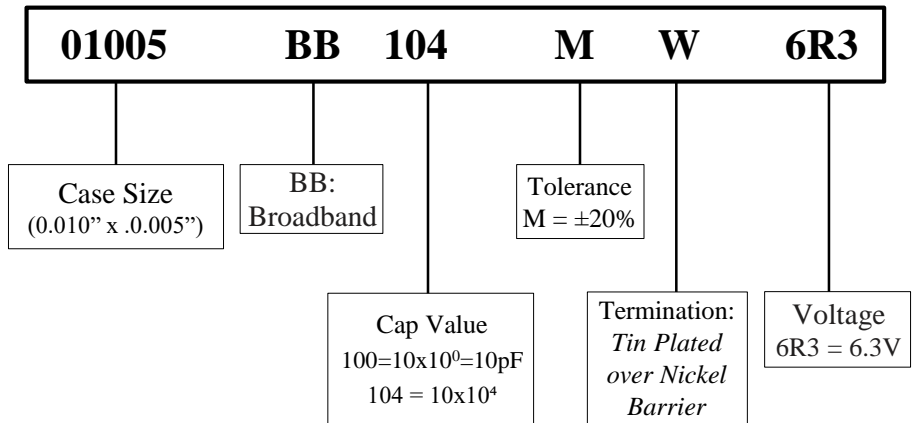 01005 BB 104 M W 6R3
Case Size
(0.010” x .0.005”)
BB:
Broadband
Cap Value
100=10x10⁰=10pF
104 = 10x10⁴
Tolerance
M = ±20%
Termination:
Tin Plated
over Nickel
Barrier
Voltage
6R3 = 6.3V